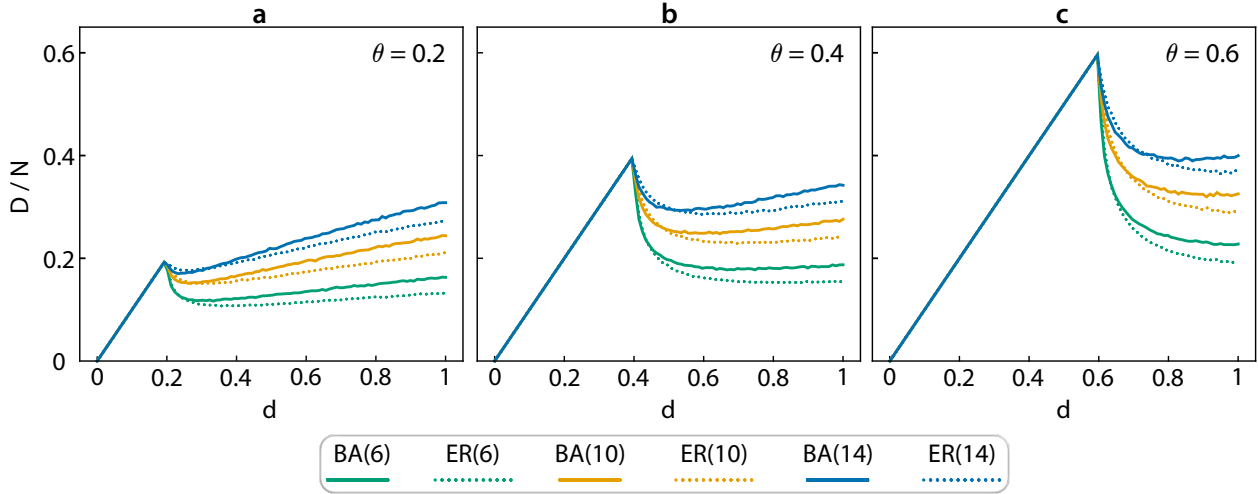 a
b
c
θ = 0.2
θ = 0.4
θ = 0.6
D / N
0.6
0.4
0.2
0
0 0.2 0.4 0.6 0.8 1
0 0.2 0.4 0.6 0.8 1
0 0.2 0.4 0.6 0.8 1
d
d
d
BA(6) ER(6) BA(10) ER(10) BA(14) ER(14)